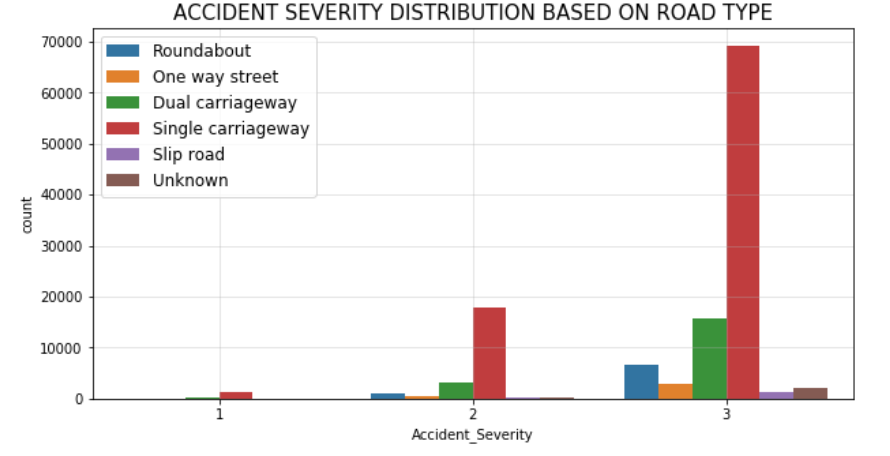 ACCIDENT SEVERITY DISTRIBUTION BASED ON ROAD TYPE
70000
60000
50000
40000
30000
20000
10000
0
count
Roundabout
One way street
Dual carriageway
Single carriageway
Slip road
Unknown
1 2 3
Accident_Severity